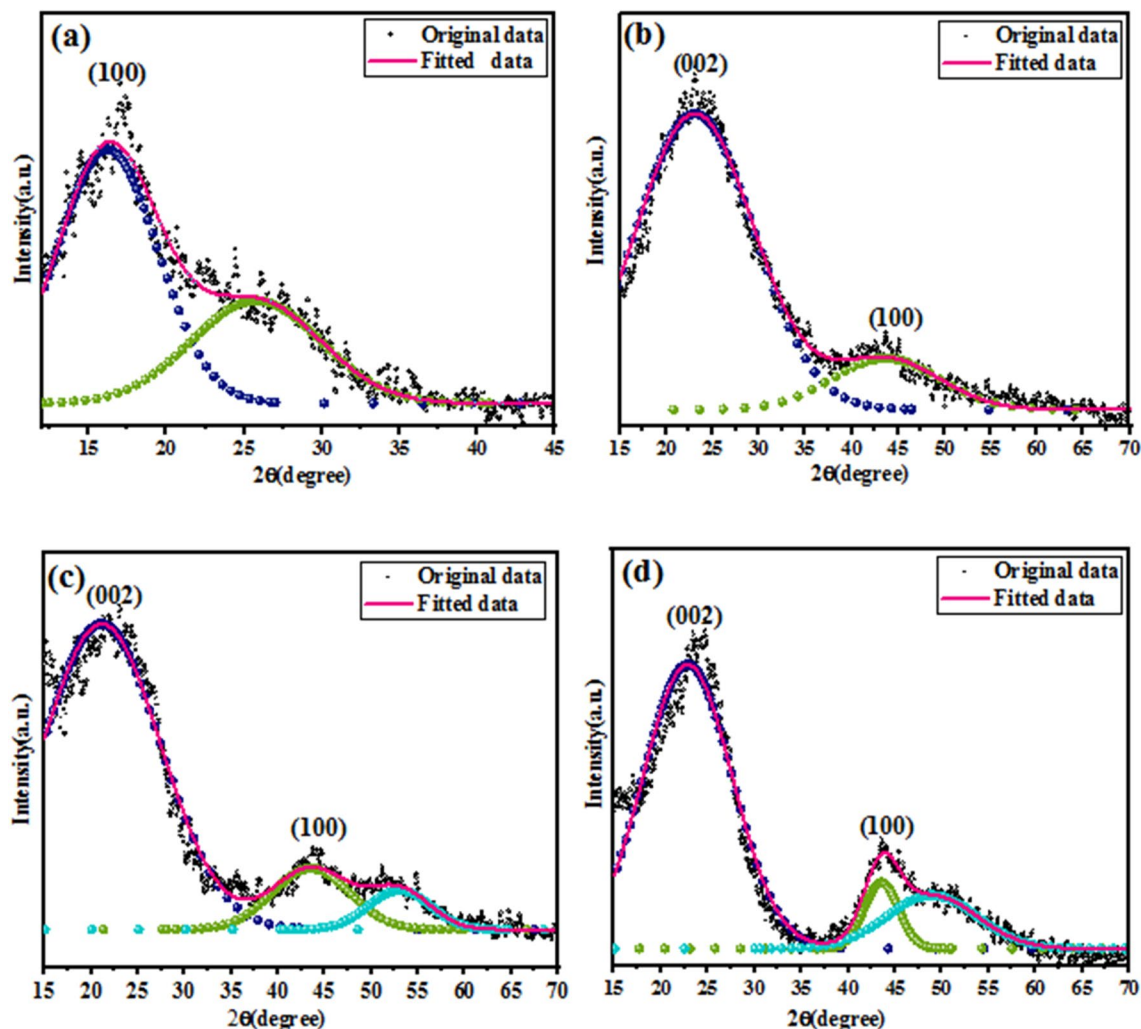 (a)
Original data
Fitted data
(100)
Intensity(a.u.)
15 20 25 30 35 40 45
2θ(degree)
(b)
Original data
Fitted data
(002)
(100)
Intensity(a.u.)
15 20 25 30 35 40 45 50 55 60 65 70
2θ(degree)
(c)
Original data
Fitted data
(002)
(100)
Intensity(a.u.)
15 20 25 30 35 40 45 50 55 60 65 70
2θ(degree)
(d)
Original data
Fitted data
(002)
(100)
Intensity(a.u.)
15 20 25 30 35 40 45 50 55 60 65 70
2θ(degree)